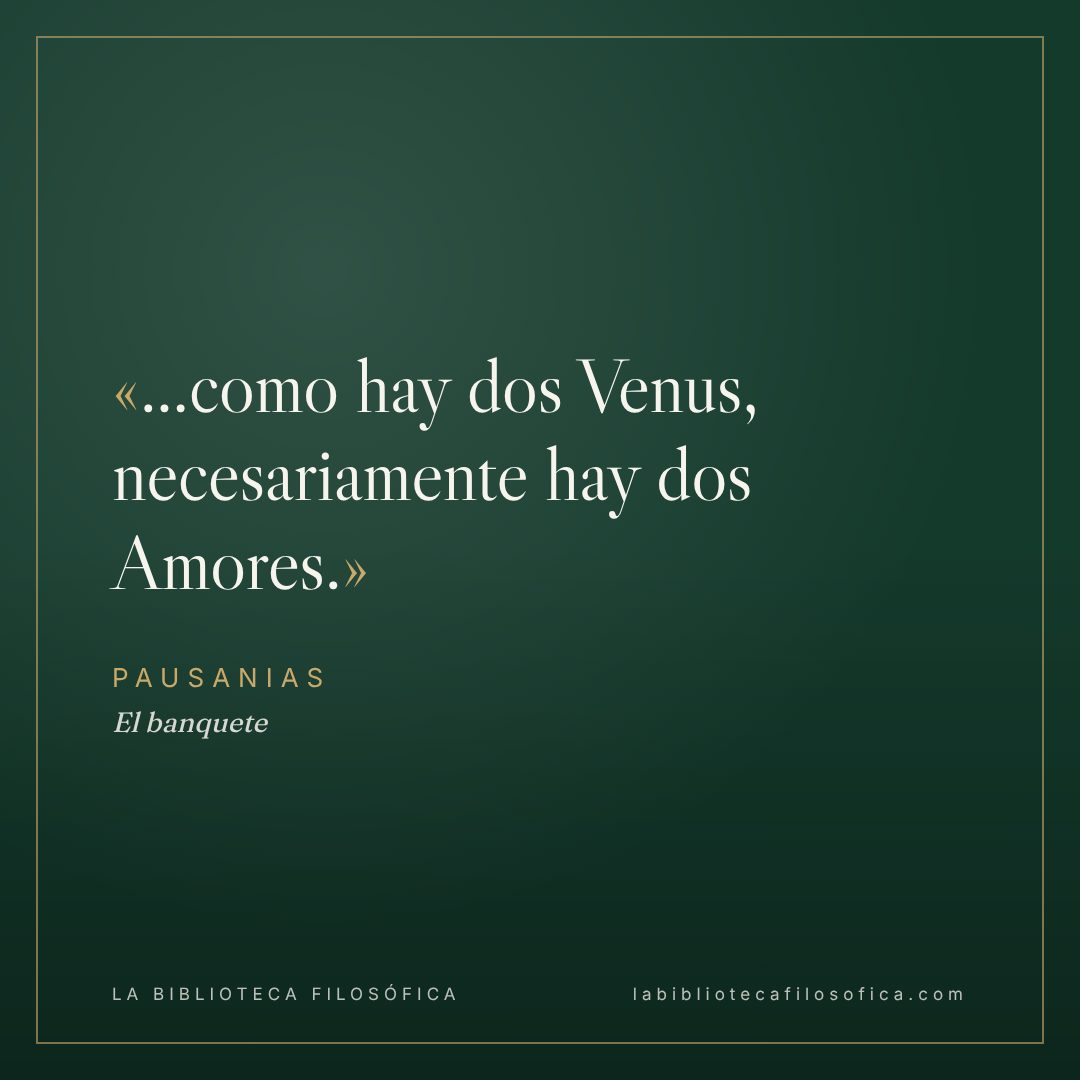 «...como hay dos Venus,
necesariamente hay dos
Amores.»
PAUSANIAS
El banquete
LA BIBLIOTECA FILOSÓFICA
labibliotecafilosofica.com